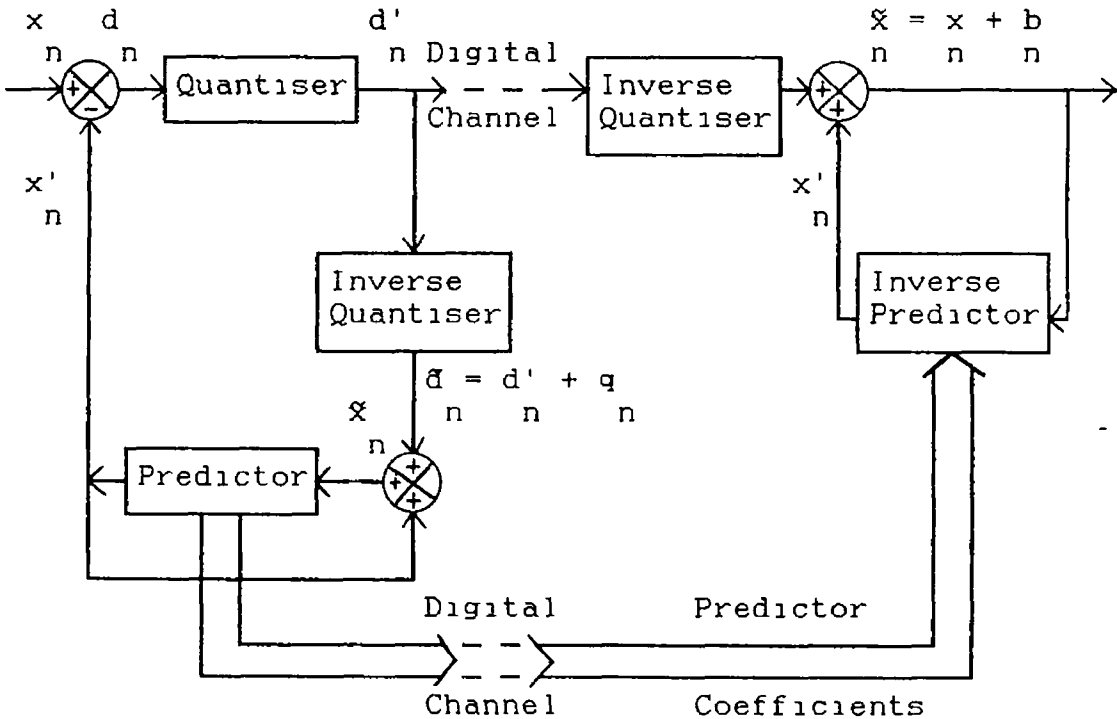 x d d' x̃ = x + b
n n n Digital n n n
+ - Quantiser Inverse Quantiser + +
Channel
x'
n
x'
n
Inverse
Quantiser
Inverse
Predictor
d̃ = d' + q
n n n
x̃
n
Predictor
+ + +
Digital Predictor
Channel Coefficients